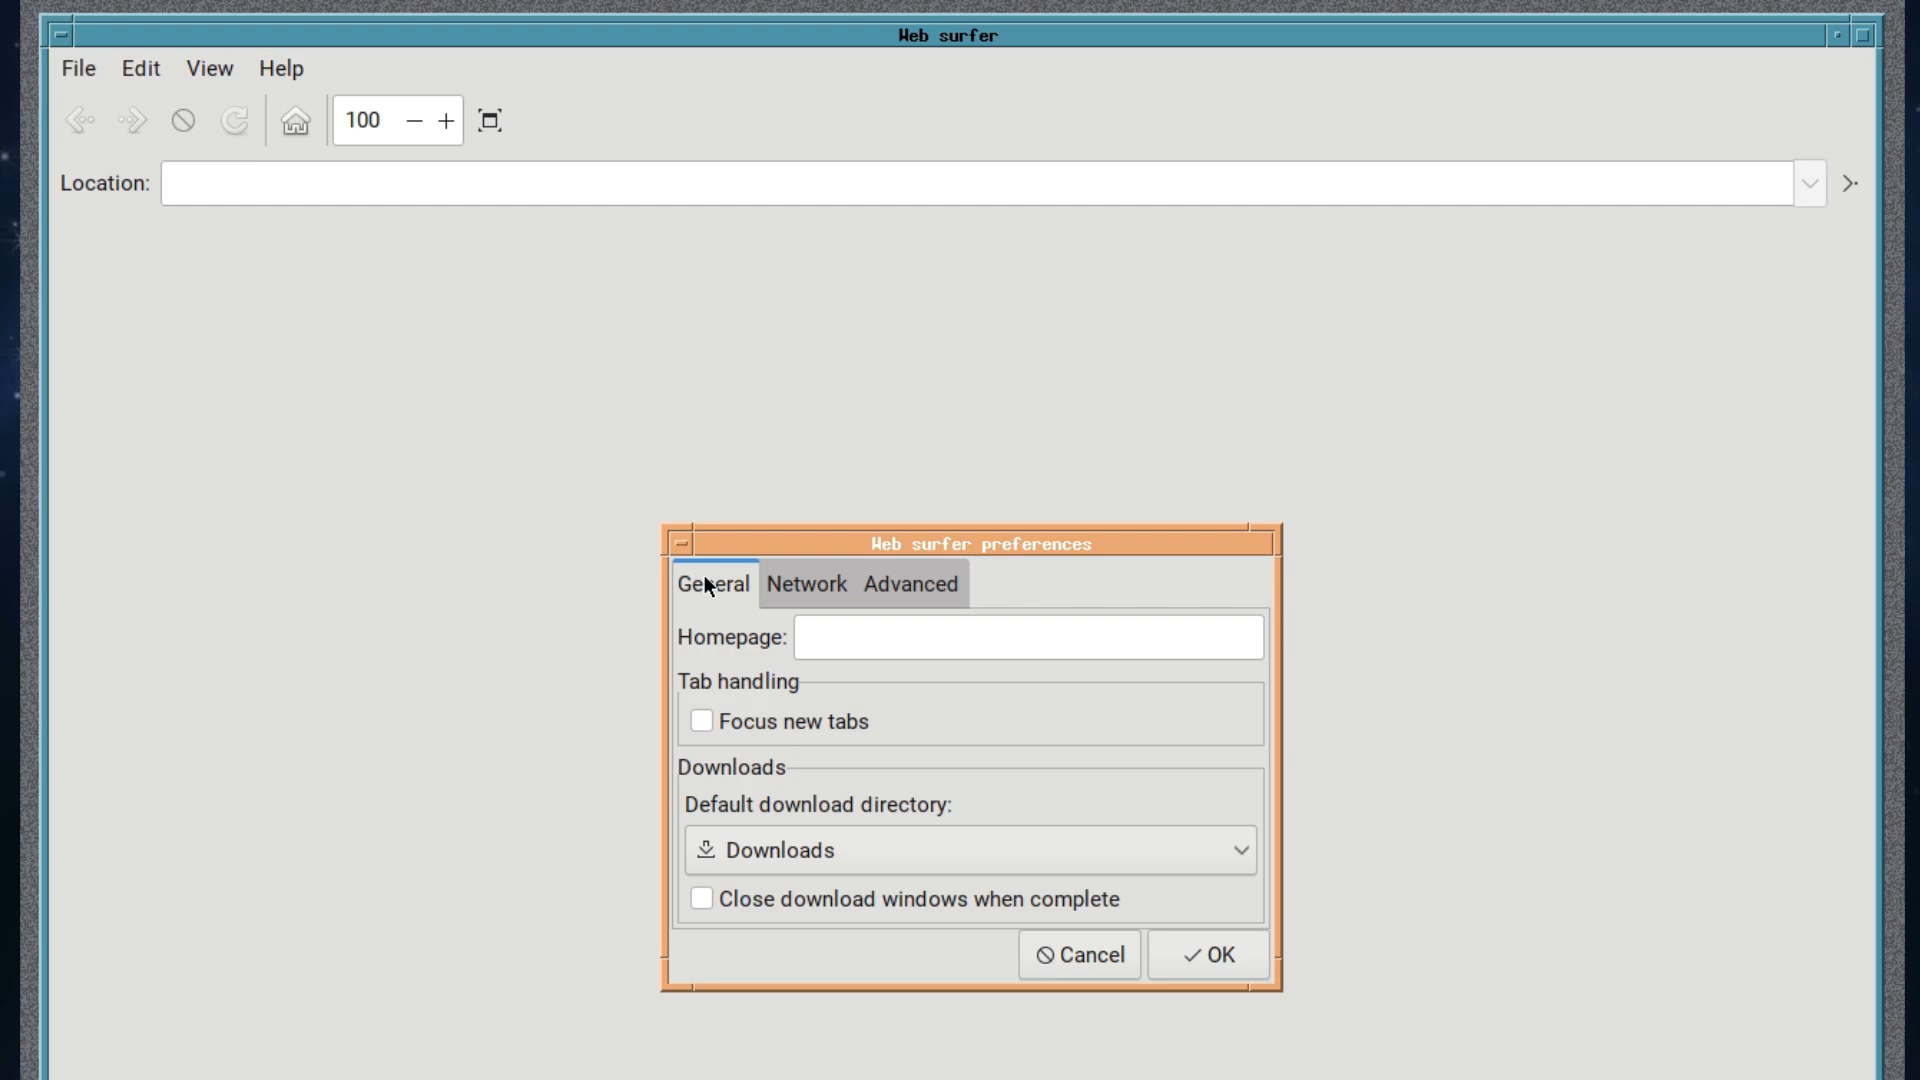 Web surfer
File Edit View Help
100
Location:
Web surfer preferences
General Network Advanced
Homepage:
Tab handling
Focus new tabs
Downloads
Default download directory:
Downloads
Close download windows when complete
Cancel OK